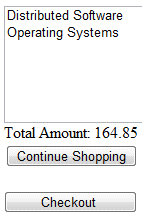 Distributed Software
Operating Systems
Total Amount: 164.85
Continue Shopping
Checkout